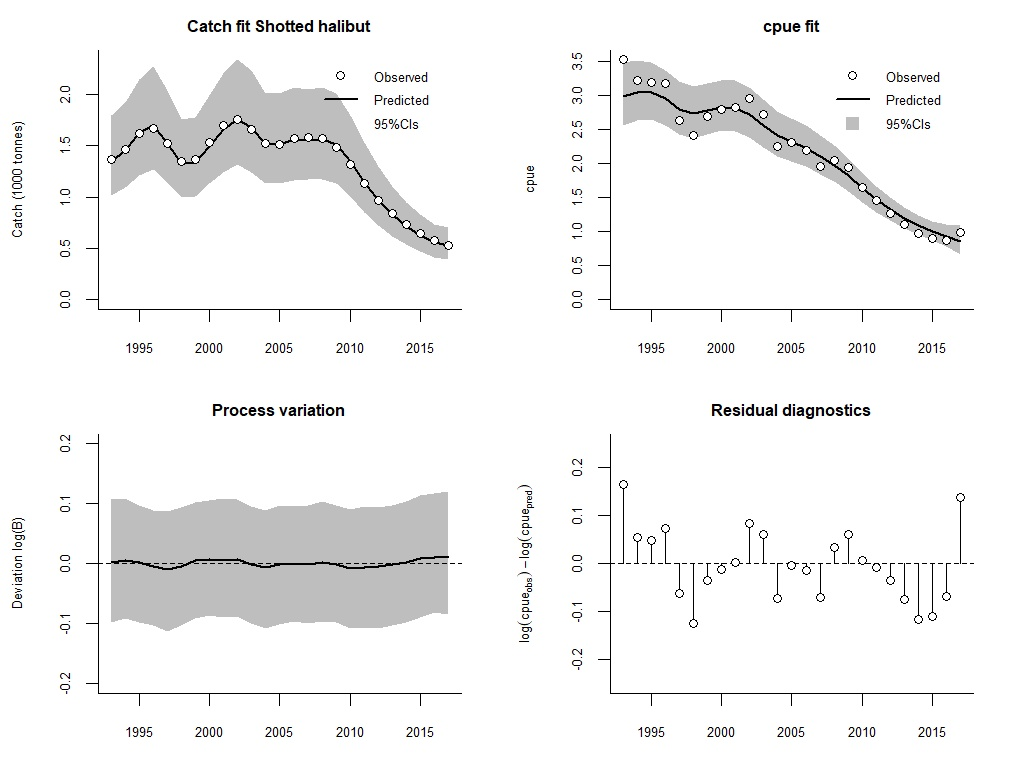 Catch fit Shotted halibut
Catch (1000 tonnes)
0.0 0.5 1.0 1.5 2.0
Observed
Predicted
95%CIs
1995 2000 2005 2010 2015
cpue fit
cpue
0.0 0.5 1.0 1.5 2.0 2.5 3.0 3.5
Observed
Predicted
95%CIs
1995 2000 2005 2010 2015
Process variation
Deviation log(B)
-0.2 -0.1 0.0 0.1 0.2
1995 2000 2005 2010 2015
Residual diagnostics
log(cpueobs) − log(cpuepred)
-0.2 -0.1 0.0 0.1 0.2
1995 2000 2005 2010 2015